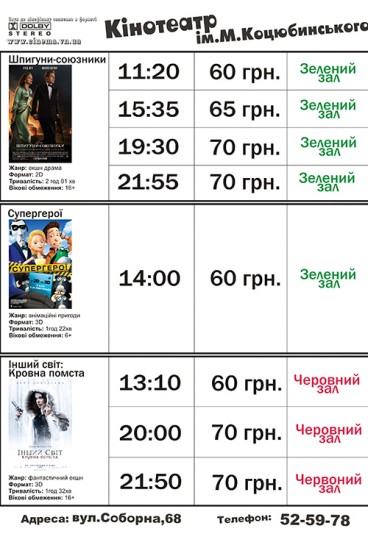 DOLBY
STEREO
www.cinema.vn.ua
Кінотеатр
ім.М.Коцюбинського
Шпигуни-союзники
11:20 60 грн. Зелений зал
15:35 65 грн. Зелений зал
19:30 70 грн. Зелений зал
21:55 70 грн. Зелений зал
ШПИГУНИ-СОЮЗНИКИ
Жанр: екшн драма
Формат: 2D
Тривалість: 2 год 01 хв
Вікові обмеження: 16+
Супергерої
14:00 60 грн. Зелений зал
СУПЕРГЕРОЇ
Жанр: анімаційні пригоди
Формат: 3D
Тривалість: 1год 22хв
Вікові обмеження: 6+
Інший світ:
Кровна помста
13:10 60 грн. Червоний зал
20:00 70 грн. Червоний зал
21:50 70 грн. Червоний зал
ІНШИЙ СВІТ
КРОВНА ПОМСТА
Жанр: фантастичний екшн
Формат: 3D
Тривалість: 1год 32хв
Вікові обмеження: 16+
Адреса: вул.Соборна,68 Телефон: 52-59-78